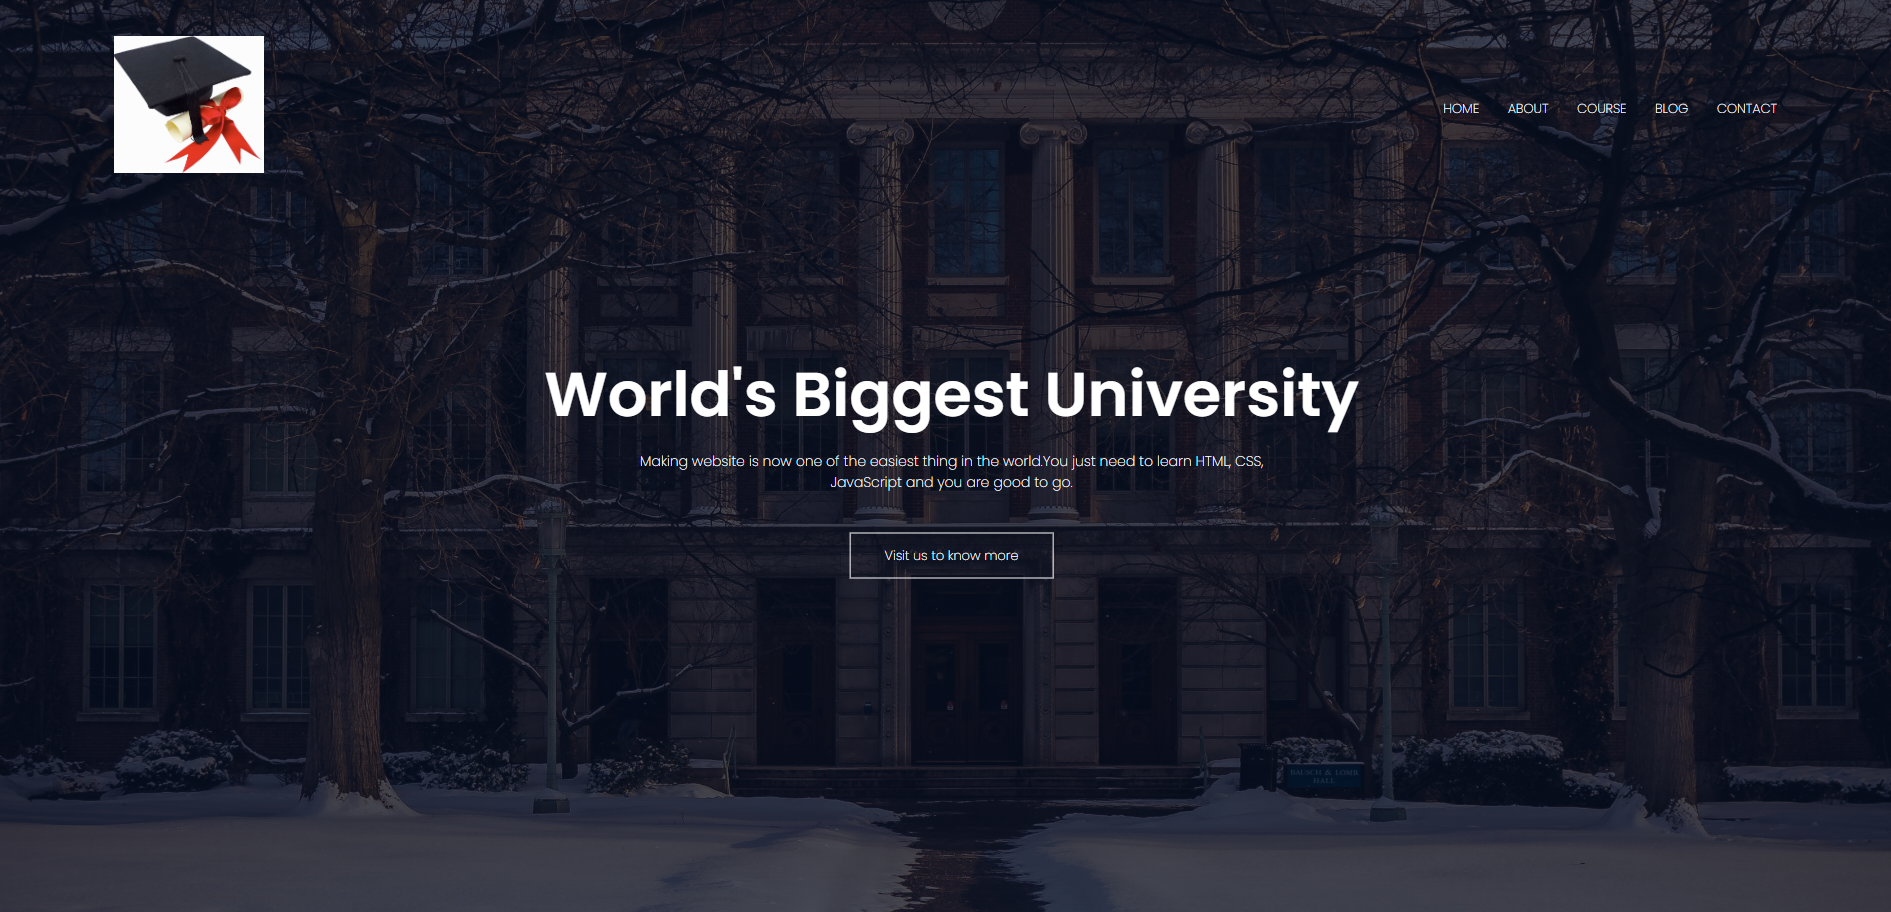 HOME ABOUT COURSE BLOG CONTACT
World's Biggest University
Making website is now one of the easiest thing in the world.You just need to learn HTML, CSS,
JavaScript and you are good to go.
Visit us to know more
BAUSCH & LOMB
HALL